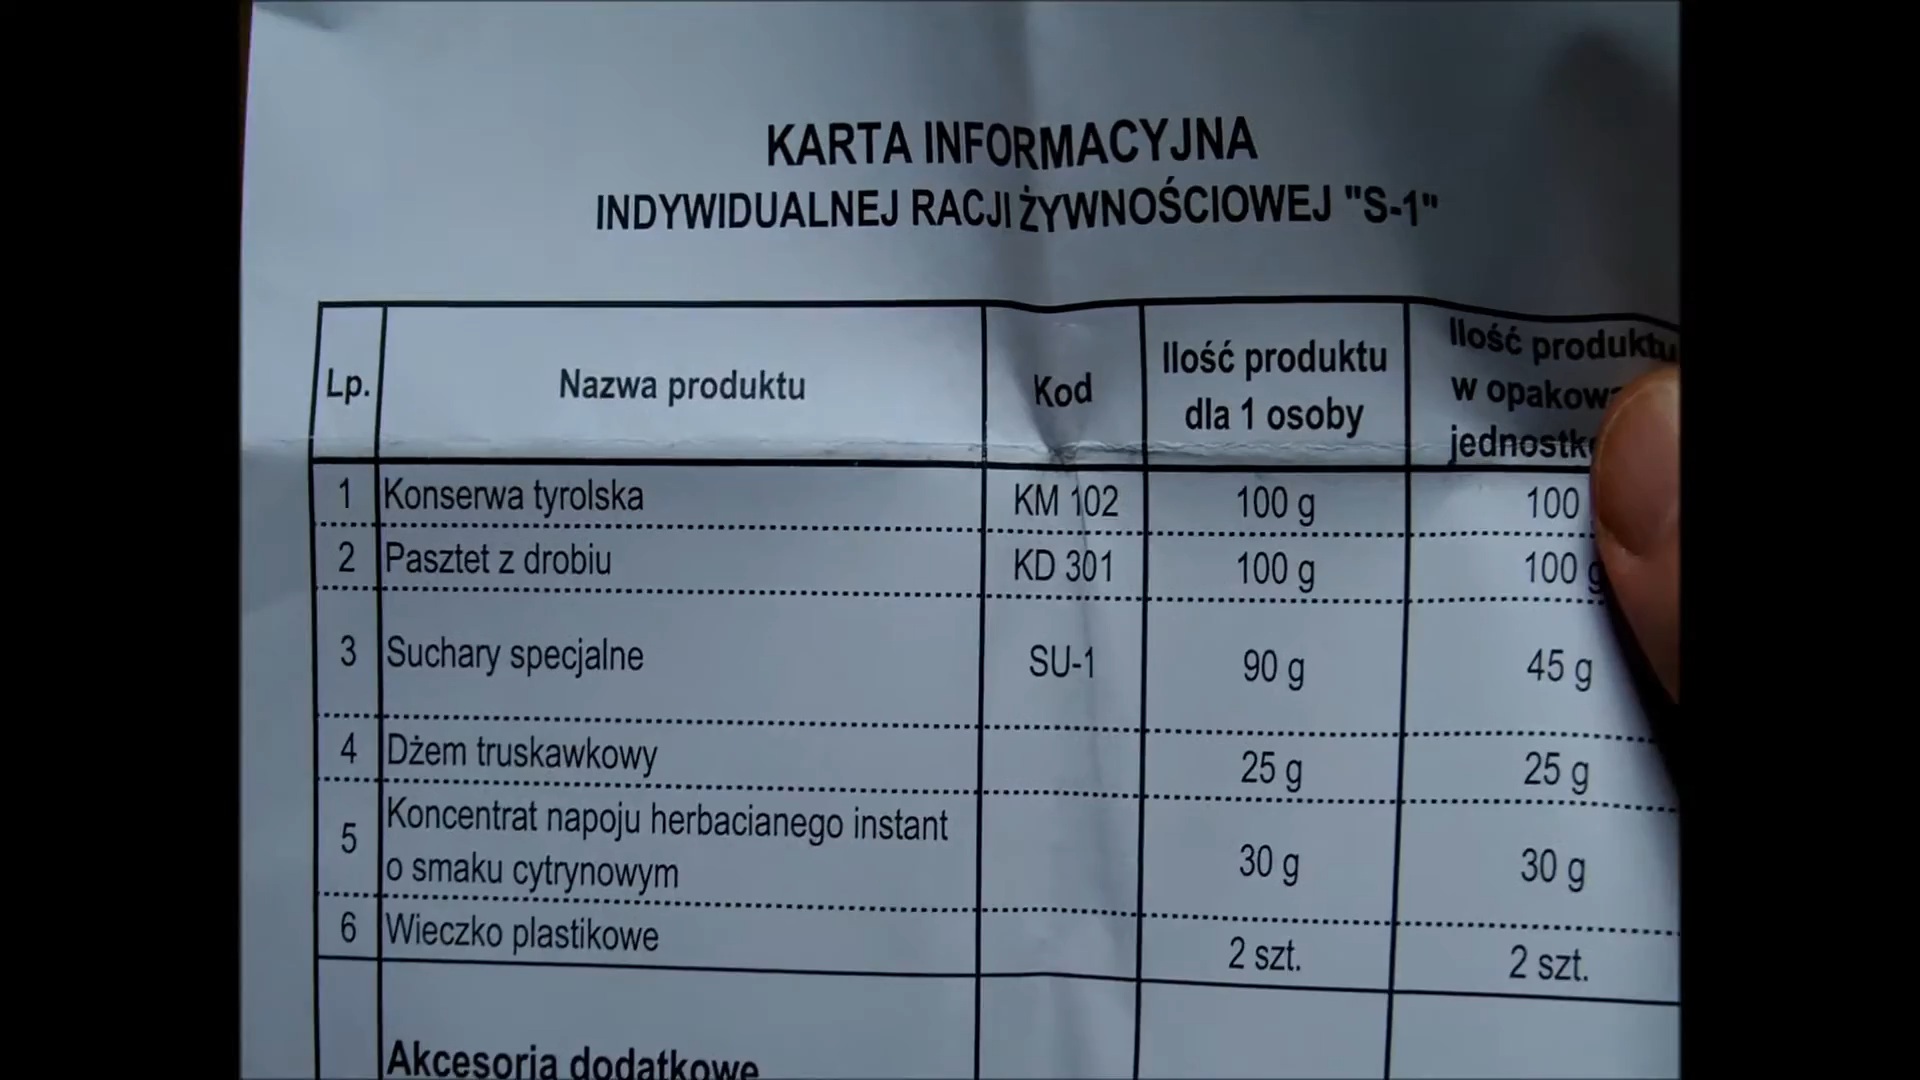 KARTA INFORMACYJNA
INDYWIDUALNEJ RACJI ŻYWNOŚCIOWEJ "S-1"
Lp. Nazwa produktu Kod Ilość produktu dla 1 osoby Ilość produktu w
1 Konserwa tyrolska KM 102 100 g 100
2 Pasztet z drobiu KD 301 100 g 100 g
3 Suchary specjalne SU-1 90 g 45 g
4 Dżem truskawkowy 25 g 25 g
5 Koncentrat napoju herbacianego instant
o smaku cytrynowym 30 g 30 g
6 Wieczko plastikowe 2 szt. 2 szt.
Akcesoria dodatkowe